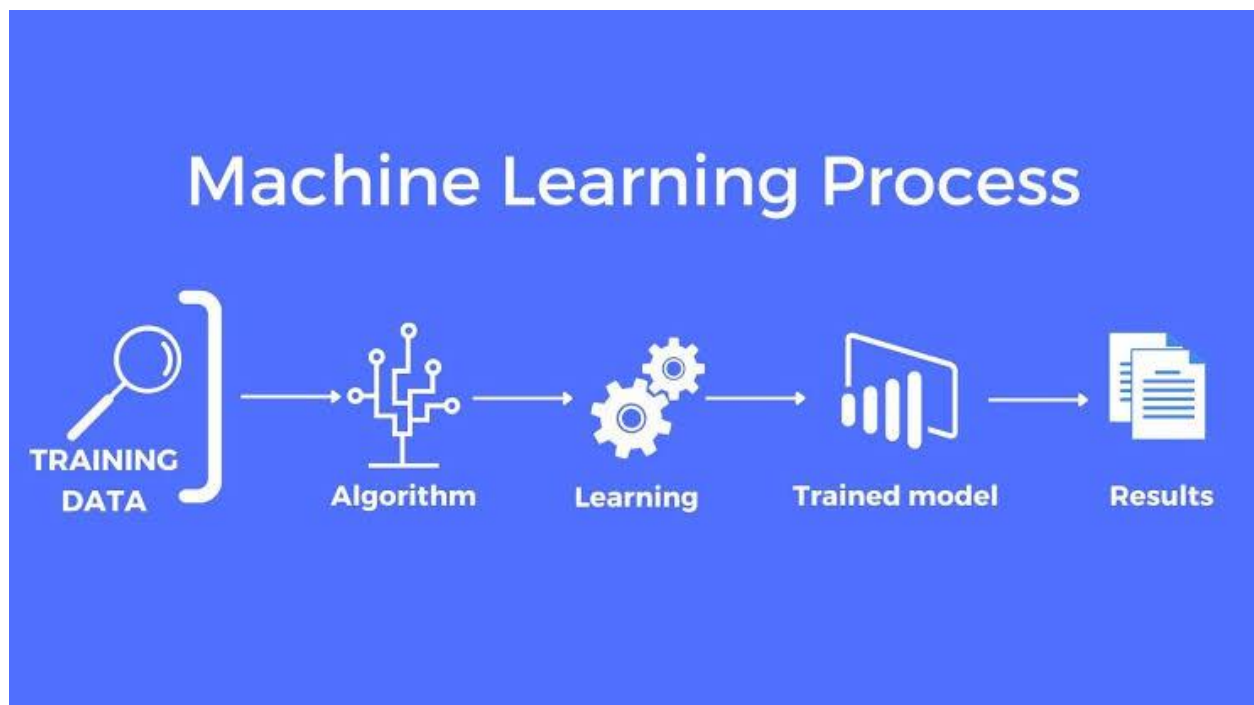 Machine Learning Process
TRAINING
DATA
Algorithm
Learning
Trained model
Results